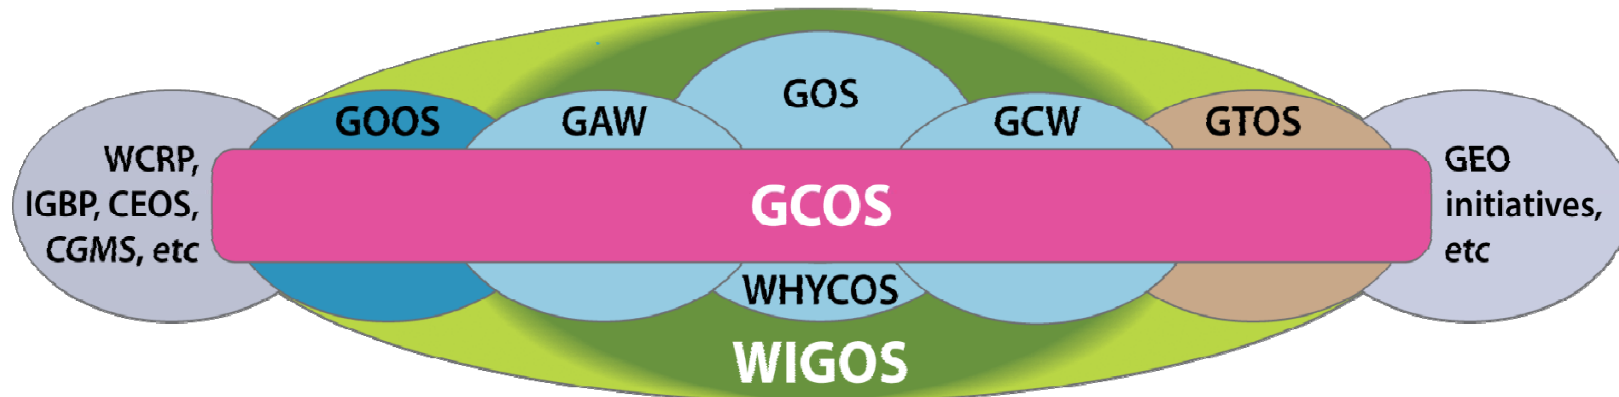 GOS
GOOS
GAW
GCW
GTOS
WCRP,
IGBP, CEOS,
CGMS, etc
GCOS
GEO
initiatives,
etc
WHYCOS
WIGOS